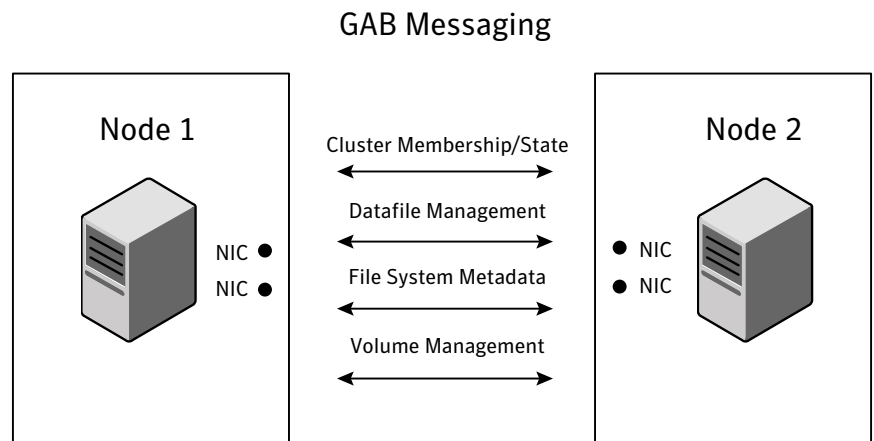 GAB Messaging
Node 1
NIC
NIC
Cluster Membership/State
Datafile Management
File System Metadata
Volume Management
Node 2
NIC
NIC